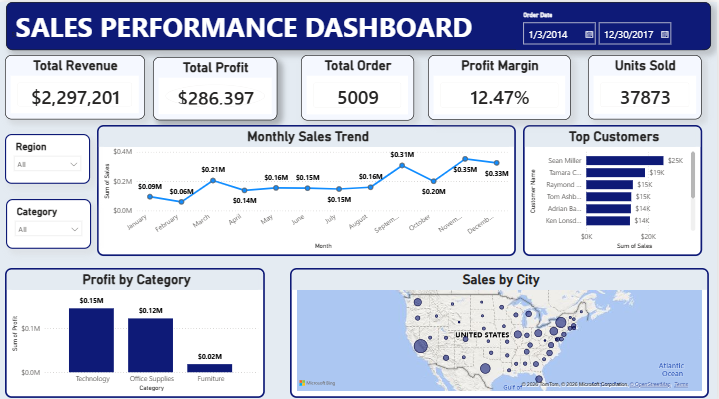 SALES PERFORMANCE DASHBOARD
Order Date
1/3/2014
12/30/2017
Total Revenue
$2,297,201
Total Profit
$286,397
Total Order
5009
Profit Margin
12.47%
Units Sold
37873
Region
All
Category
All
Monthly Sales Trend
Sum of Sales
$0.4M
$0.2M
$0.0M
$0.09M
$0.06M
$0.21M
$0.14M
$0.16M
$0.15M
$0.15M
$0.16M
$0.31M
$0.20M
$0.35M
$0.33M
January
February
March
April
May
June
July
August
Septem...
October
Novem...
Decemb...
Month
Top Customers
Customer Name
Sean Miller
$25K
Tamara C...
$19K
Raymond ...
$15K
Tom Ashb...
$15K
Adrian Ba...
$14K
Ken Lonsd...
$14K
$0K
$20K
Sum of Sales
Profit by Category
Sum of Profit
$0.1M
$0.0M
$0.15M
$0.12M
$0.02M
Technology
Office Supplies
Furniture
Category
Sales by City
UNITED STATES
Atlantic
Ocean
Gulf of
Microsoft Bing
© 2026 TomTom, © 2026 Microsoft Corporation, © OpenStreetMap Terms